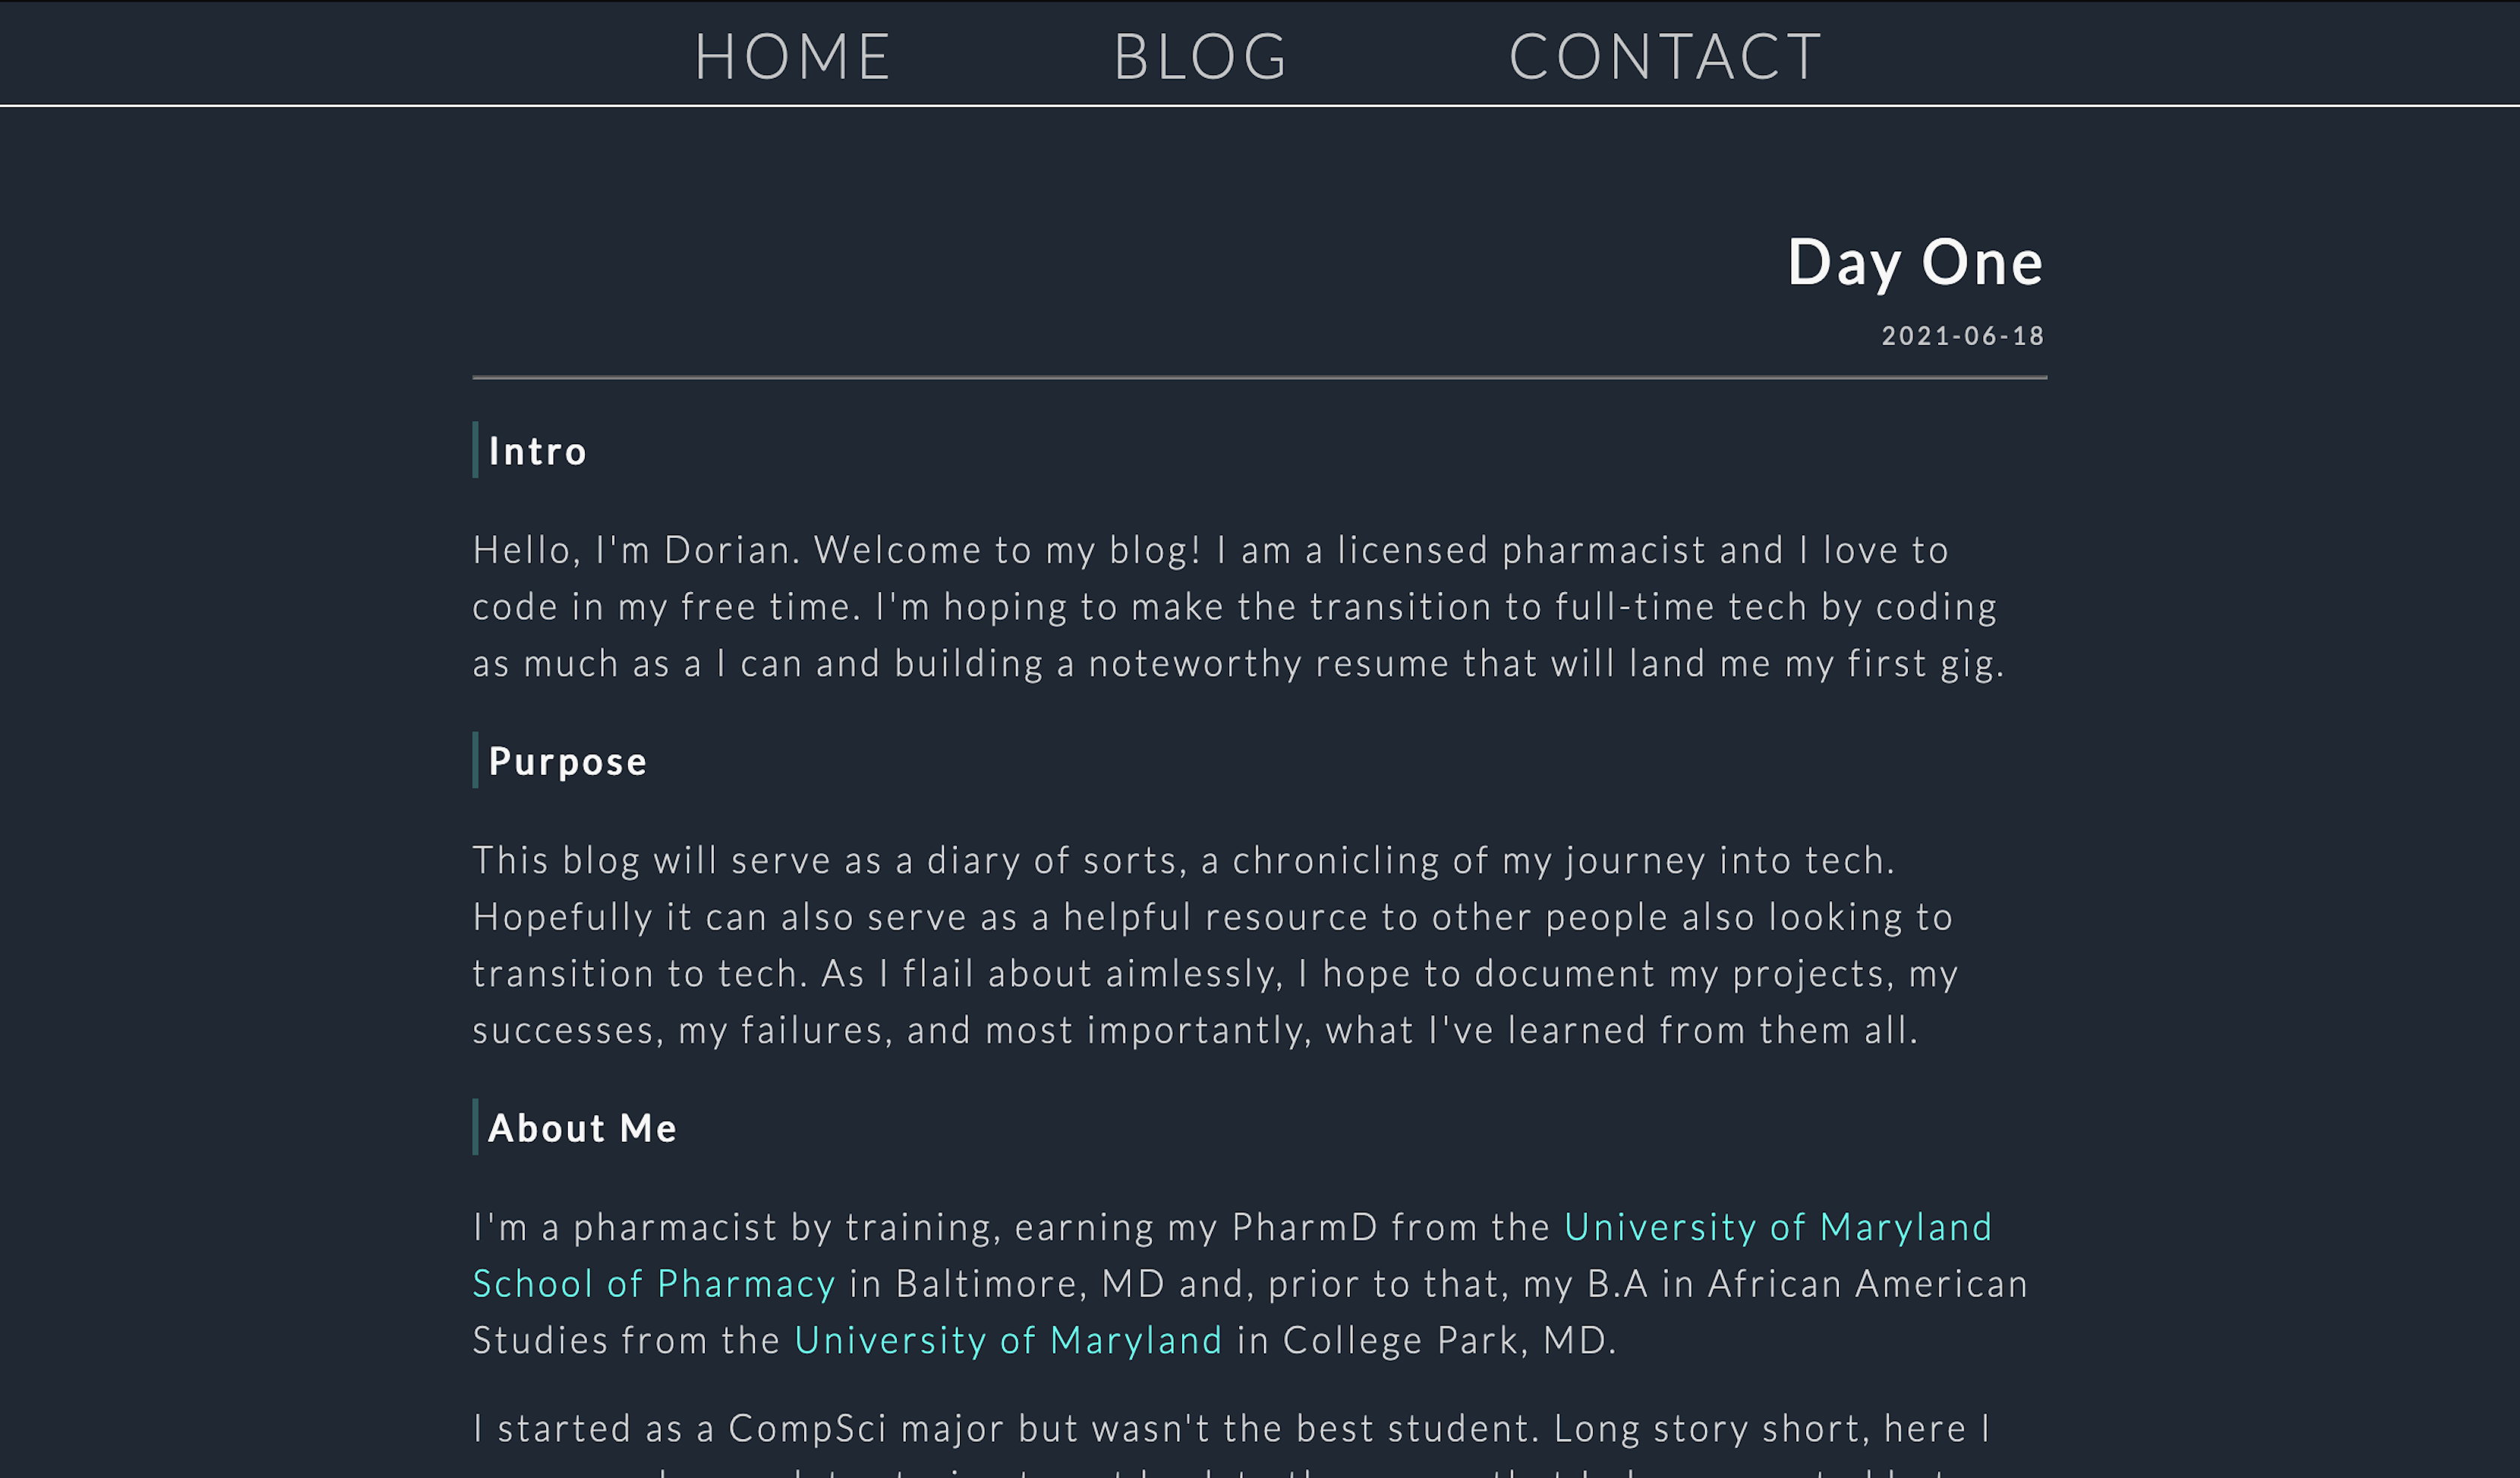 HOME BLOG CONTACT
Day One
2021-06-18
Intro
Hello, I'm Dorian. Welcome to my blog! I am a licensed pharmacist and I love to
code in my free time. I'm hoping to make the transition to full-time tech by coding
as much as a I can and building a noteworthy resume that will land me my first gig.
Purpose
This blog will serve as a diary of sorts, a chronicling of my journey into tech.
Hopefully it can also serve as a helpful resource to other people also looking to
transition to tech. As I flail about aimlessly, I hope to document my projects, my
successes, my failures, and most importantly, what I've learned from them all.
About Me
I'm a pharmacist by training, earning my PharmD from the University of Maryland
School of Pharmacy in Baltimore, MD and, prior to that, my B.A in African American
Studies from the University of Maryland in College Park, MD.
I started as a CompSci major but wasn't the best student. Long story short, here I